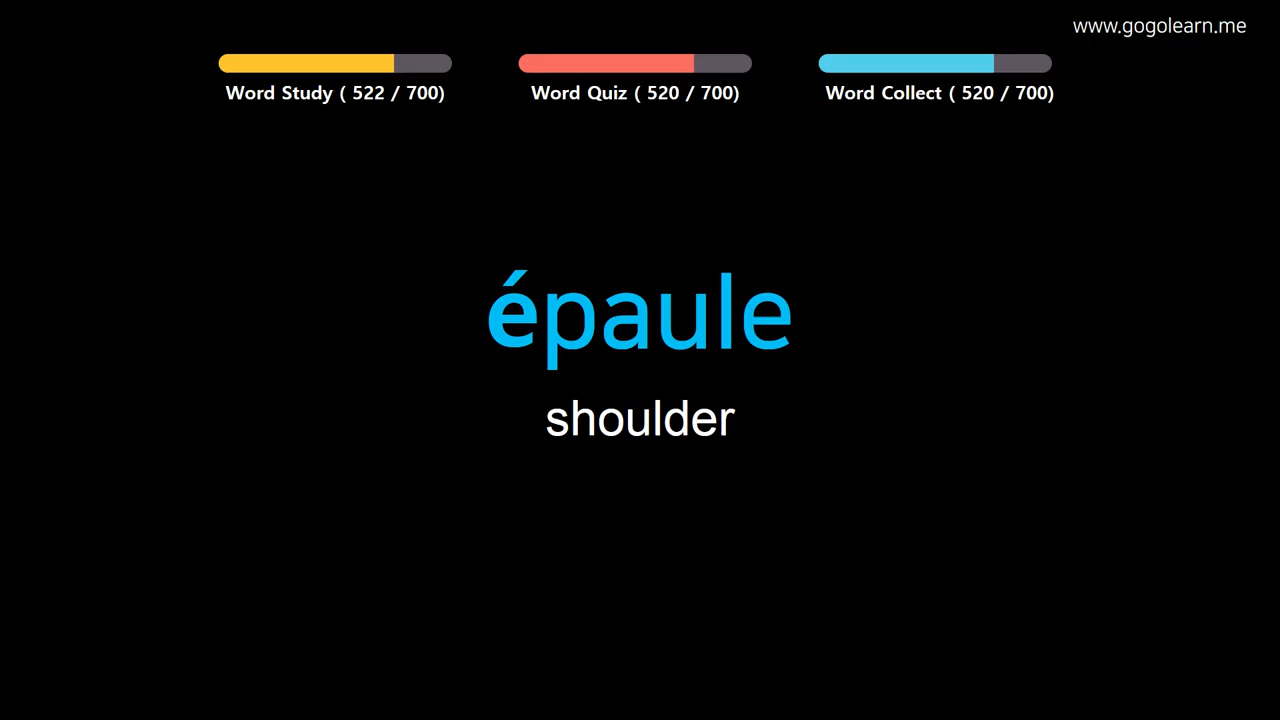 www.gogolearn.me
Word Study ( 522 / 700)
Word Quiz ( 520 / 700)
Word Collect ( 520 / 700)
épaule
shoulder